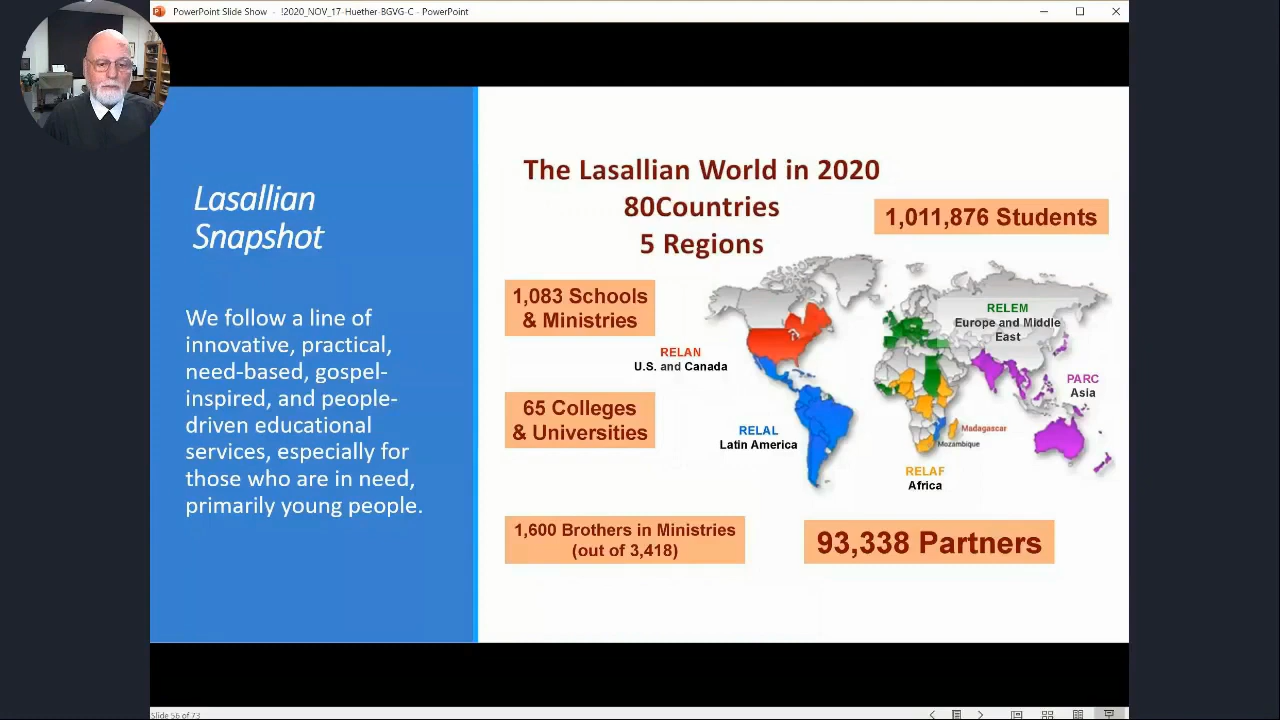 PowerPoint Slide Show - !2020_NOV_17-Huether-BGVG-C - PowerPoint
Lasallian
Snapshot
We follow a line of
innovative, practical,
need-based, gospel-
inspired, and people-
driven educational
services, especially for
those who are in need,
primarily young people.
The Lasallian World in 2020
80Countries
5 Regions
1,011,876 Students
1,083 Schools
& Ministries
RELAN
U.S. and Canada
65 Colleges
& Universities
RELAL
Latin America
RELEM
Europe and Middle
East
PARC
Asia
Madagascar
Mozambique
RELAF
Africa
1,600 Brothers in Ministries
(out of 3,418)
93,338 Partners
Slide 56 of 73